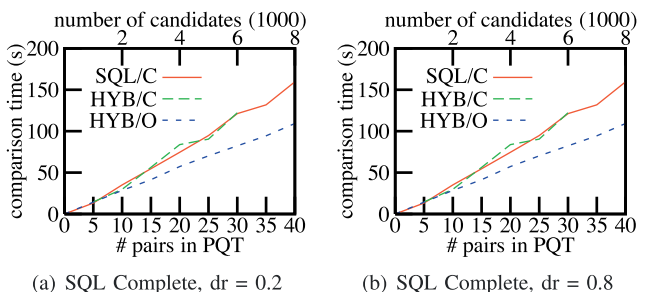 number of candidates (1000)
2 4 6 8
200
150
100
50
0
comparison time (s)
SQL/C
HYB/C
HYB/O
0 5 10 15 20 25 30 35 40
# pairs in PQT
(a) SQL Complete, dr = 0.2
number of candidates (1000)
2 4 6 8
200
150
100
50
0
comparison time (s)
SQL/C
HYB/C
HYB/O
0 5 10 15 20 25 30 35 40
# pairs in PQT
(b) SQL Complete, dr = 0.8